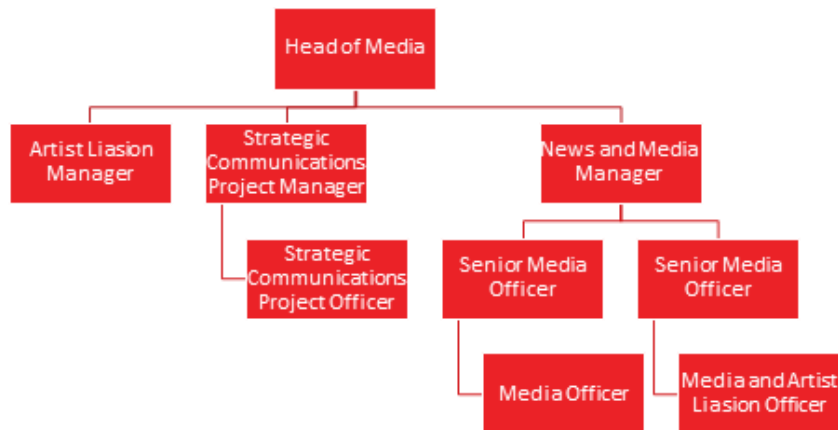 Head of Media
Artist Liasion
Manager
Strategic
Communications
Project Manager
News and Media
Manager
Strategic
Communications
Project Officer
Senior Media
Officer
Senior Media
Officer
Media Officer
Media and Artist
Liasion Officer